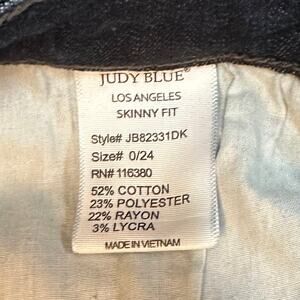 JUDY BLUE®
LOS ANGELES
SKINNY FIT
Style# JB82331DK
Size# 0/24
RN# 116380
52% COTTON
23% POLYESTER
22% RAYON
3% LYCRA
MADE IN VIETNAM